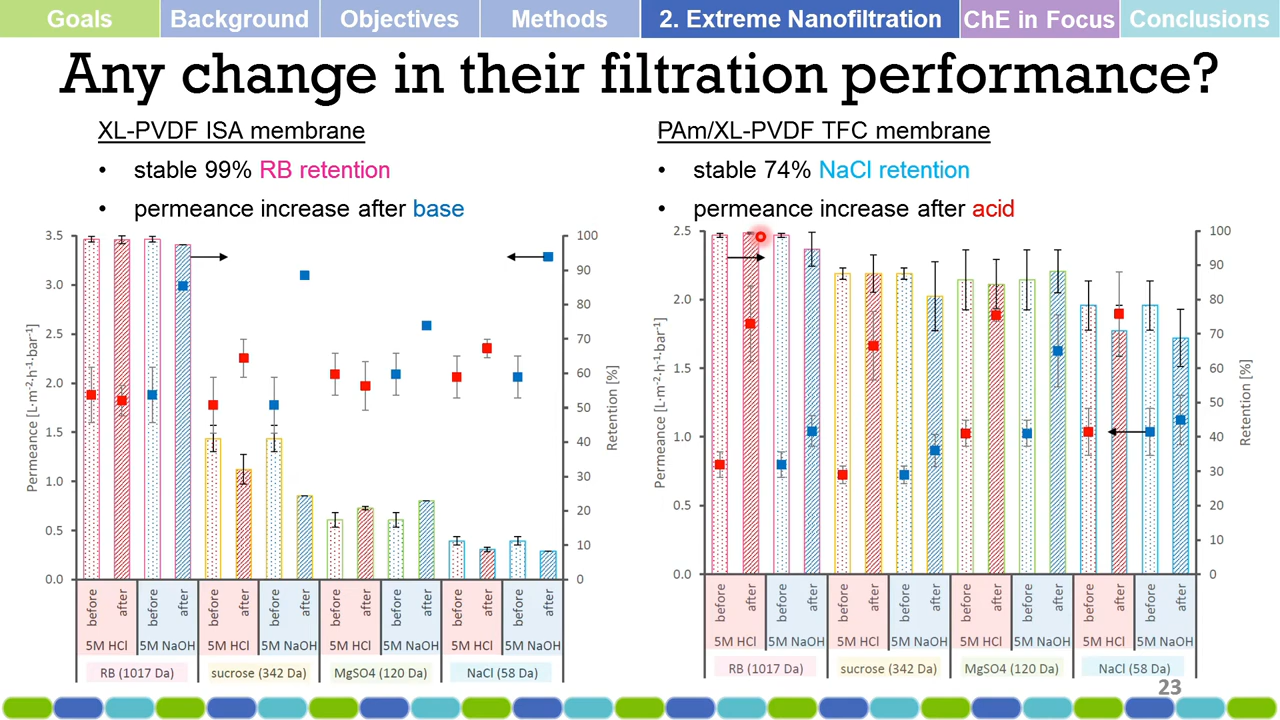 Goals Background Objectives Methods 2. Extreme Nanofiltration ChE in Focus Conclusions
Any change in their filtration performance?
XL-PVDF ISA membrane
• stable 99% RB retention
• permeance increase after base
3.5
3.0
2.5
2.0
1.5
1.0
0.5
0.0
Permeance [L·m⁻²·h⁻¹·bar⁻¹]
100
90
80
70
60
50
40
30
20
10
0
Retention [%]
before after before after before after before after before after before after before after before after
5M HCl 5M NaOH 5M HCl 5M NaOH 5M HCl 5M NaOH 5M HCl 5M NaOH
RB (1017 Da) sucrose (342 Da) MgSO4 (120 Da) NaCl (58 Da)
PAm/XL-PVDF TFC membrane
• stable 74% NaCl retention
• permeance increase after acid
2.5
2.0
1.5
1.0
0.5
0.0
Permeance [L·m⁻²·h⁻¹·bar⁻¹]
100
90
80
70
60
50
40
30
20
10
0
Retention [%]
before after before after before after before after before after before after before after before after
5M HCl 5M NaOH 5M HCl 5M NaOH 5M HCl 5M NaOH 5M HCl 5M NaOH
RB (1017 Da) sucrose (342 Da) MgSO4 (120 Da) NaCl (58 Da)
23